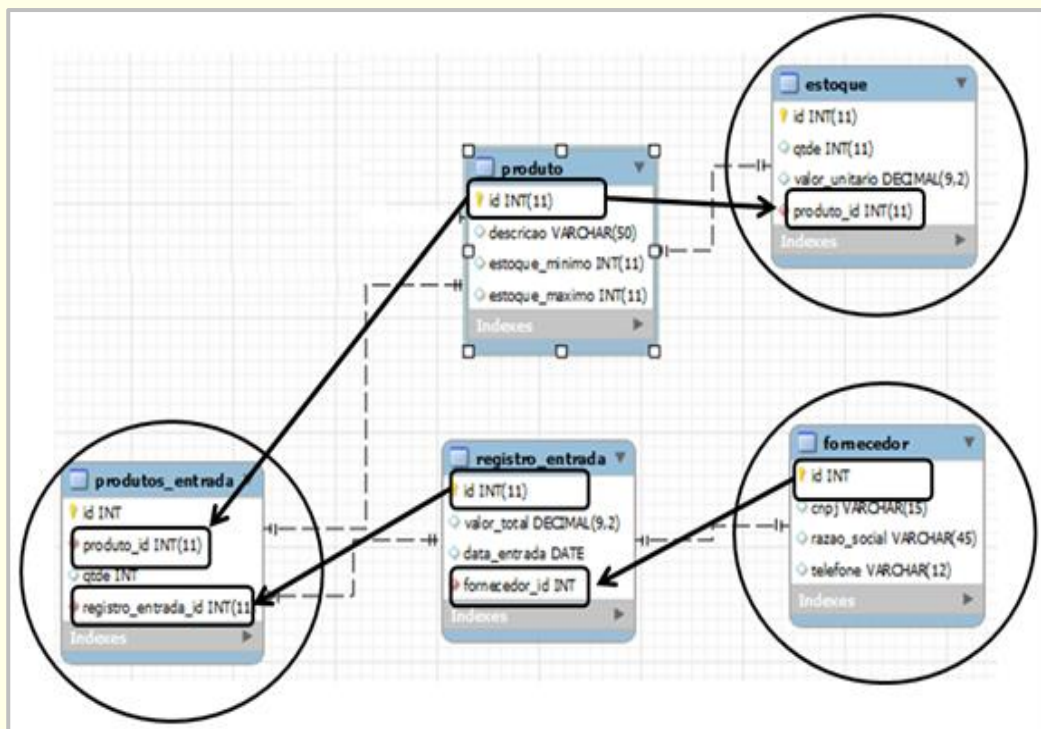 estoque
id INT(11)
qtde INT(11)
valor_unitario DECIMAL(9,2)
produto_id INT(11)
Indexes
produto
id INT(11)
descricao VARCHAR(50)
estoque_minimo INT(11)
estoque_maximo INT(11)
Indexes
produtos_entrada
id INT
produto_id INT(11)
qtde INT
registro_entrada_id INT(11
Indexes
registro_entrada
id INT(11)
valor_total DECIMAL(9,2)
data_entrada DATE
fornecedor_id INT
Indexes
fornecedor
id INT
cnpj VARCHAR(15)
razao_social VARCHAR(45)
telefone VARCHAR(12)
Indexes